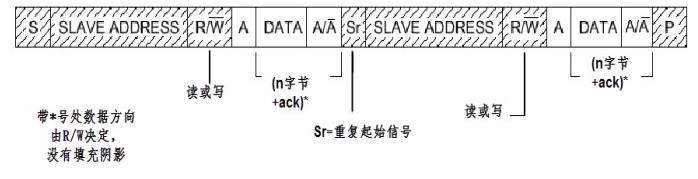 S SLAVE ADDRESS R/W̅ A DATA A/A̅ Sr SLAVE ADDRESS R/W̅ A DATA A/A̅ P
读或写
(n字节
+ack)*
Sr=重复起始信号
读或写
(n字节
+ack)*
带*号处数据方向
由R/W决定,
没有填充阴影